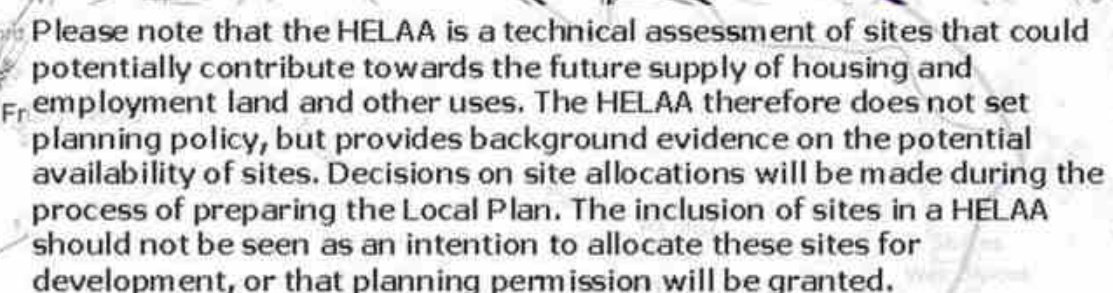 Please note that the HELAA is a technical assessment of sites that could
potentially contribute towards the future supply of housing and
employment land and other uses. The HELAA therefore does not set
planning policy, but provides background evidence on the potential
availability of sites. Decisions on site allocations will be made during the
process of preparing the Local Plan. The inclusion of sites in a HELAA
should not be seen as an intention to allocate these sites for
development, or that planning permission will be granted.